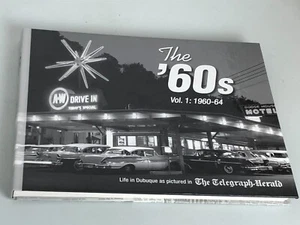 The
'60s
Vol. 1: 1960-64
A&W
DRIVE IN
MOTEL
Life in Dubuque as pictured in The Telegraph-Herald